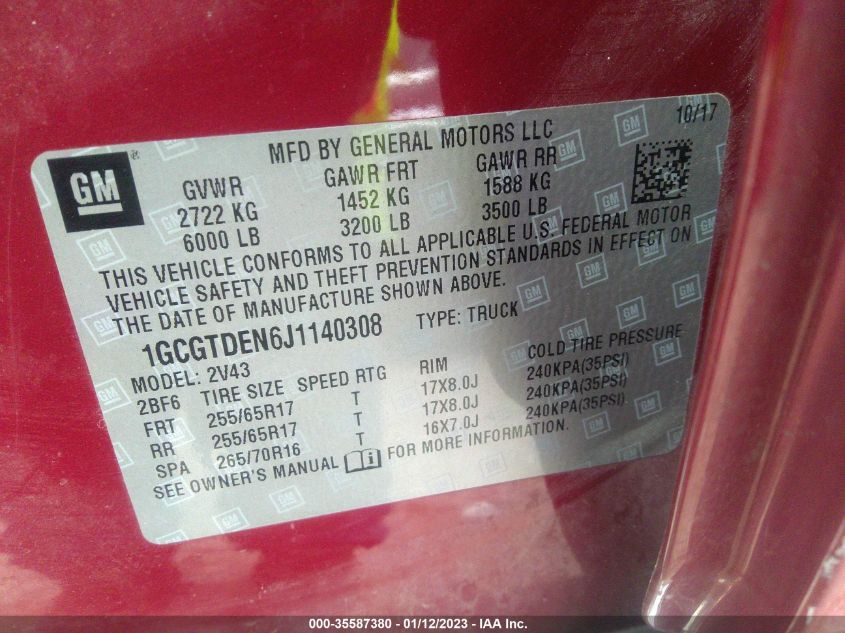 10/17
MFD BY GENERAL MOTORS LLC
GM
GVWR GAWR FRT GAWR RR
2722 KG 1452 KG 1588 KG
6000 LB 3200 LB 3500 LB
THIS VEHICLE CONFORMS TO ALL APPLICABLE U.S. FEDERAL MOTOR
VEHICLE SAFETY AND THEFT PREVENTION STANDARDS IN EFFECT ON
THE DATE OF MANUFACTURE SHOWN ABOVE.
1GCGTDEN6J1140308 TYPE: TRUCK
MODEL: 2V43
2BF6 TIRE SIZE SPEED RTG RIM COLD TIRE PRESSURE
FRT 255/65R17 T 17X8.0J 240KPA(35PSI)
RR 255/65R17 T 17X8.0J 240KPA(35PSI)
SPA 265/70R16 T 16X7.0J 240KPA(35PSI)
SEE OWNER'S MANUAL FOR MORE INFORMATION.
000-35587380 - 01/12/2023 - IAA Inc.